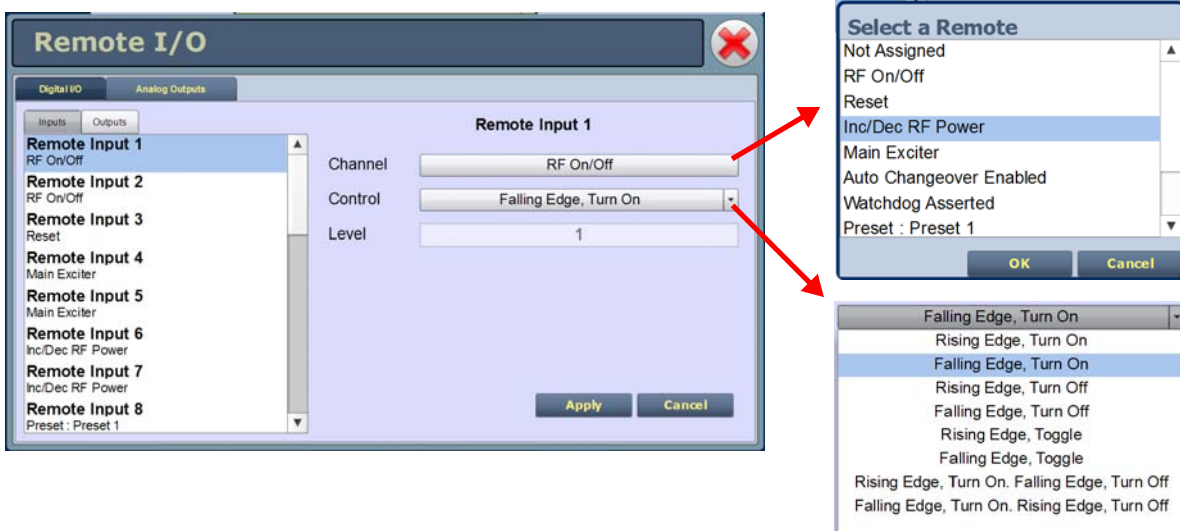 Remote I/O
Digital I/O
Analog Outputs
Inputs
Outputs
Remote Input 1
RF On/Off
Remote Input 2
RF On/Off
Remote Input 3
Reset
Remote Input 4
Main Exciter
Remote Input 5
Main Exciter
Remote Input 6
Inc/Dec RF Power
Remote Input 7
Inc/Dec RF Power
Remote Input 8
Preset : Preset 1
Remote Input 1
Channel
RF On/Off
Control
Falling Edge, Turn On
Level
1
Apply
Cancel
Select a Remote
Not Assigned
RF On/Off
Reset
Inc/Dec RF Power
Main Exciter
Auto Changeover Enabled
Watchdog Asserted
Preset : Preset 1
OK
Cancel
Falling Edge, Turn On
Rising Edge, Turn On
Falling Edge, Turn On
Rising Edge, Turn Off
Falling Edge, Turn Off
Rising Edge, Toggle
Falling Edge, Toggle
Rising Edge, Turn On. Falling Edge, Turn Off
Falling Edge, Turn On. Rising Edge, Turn Off